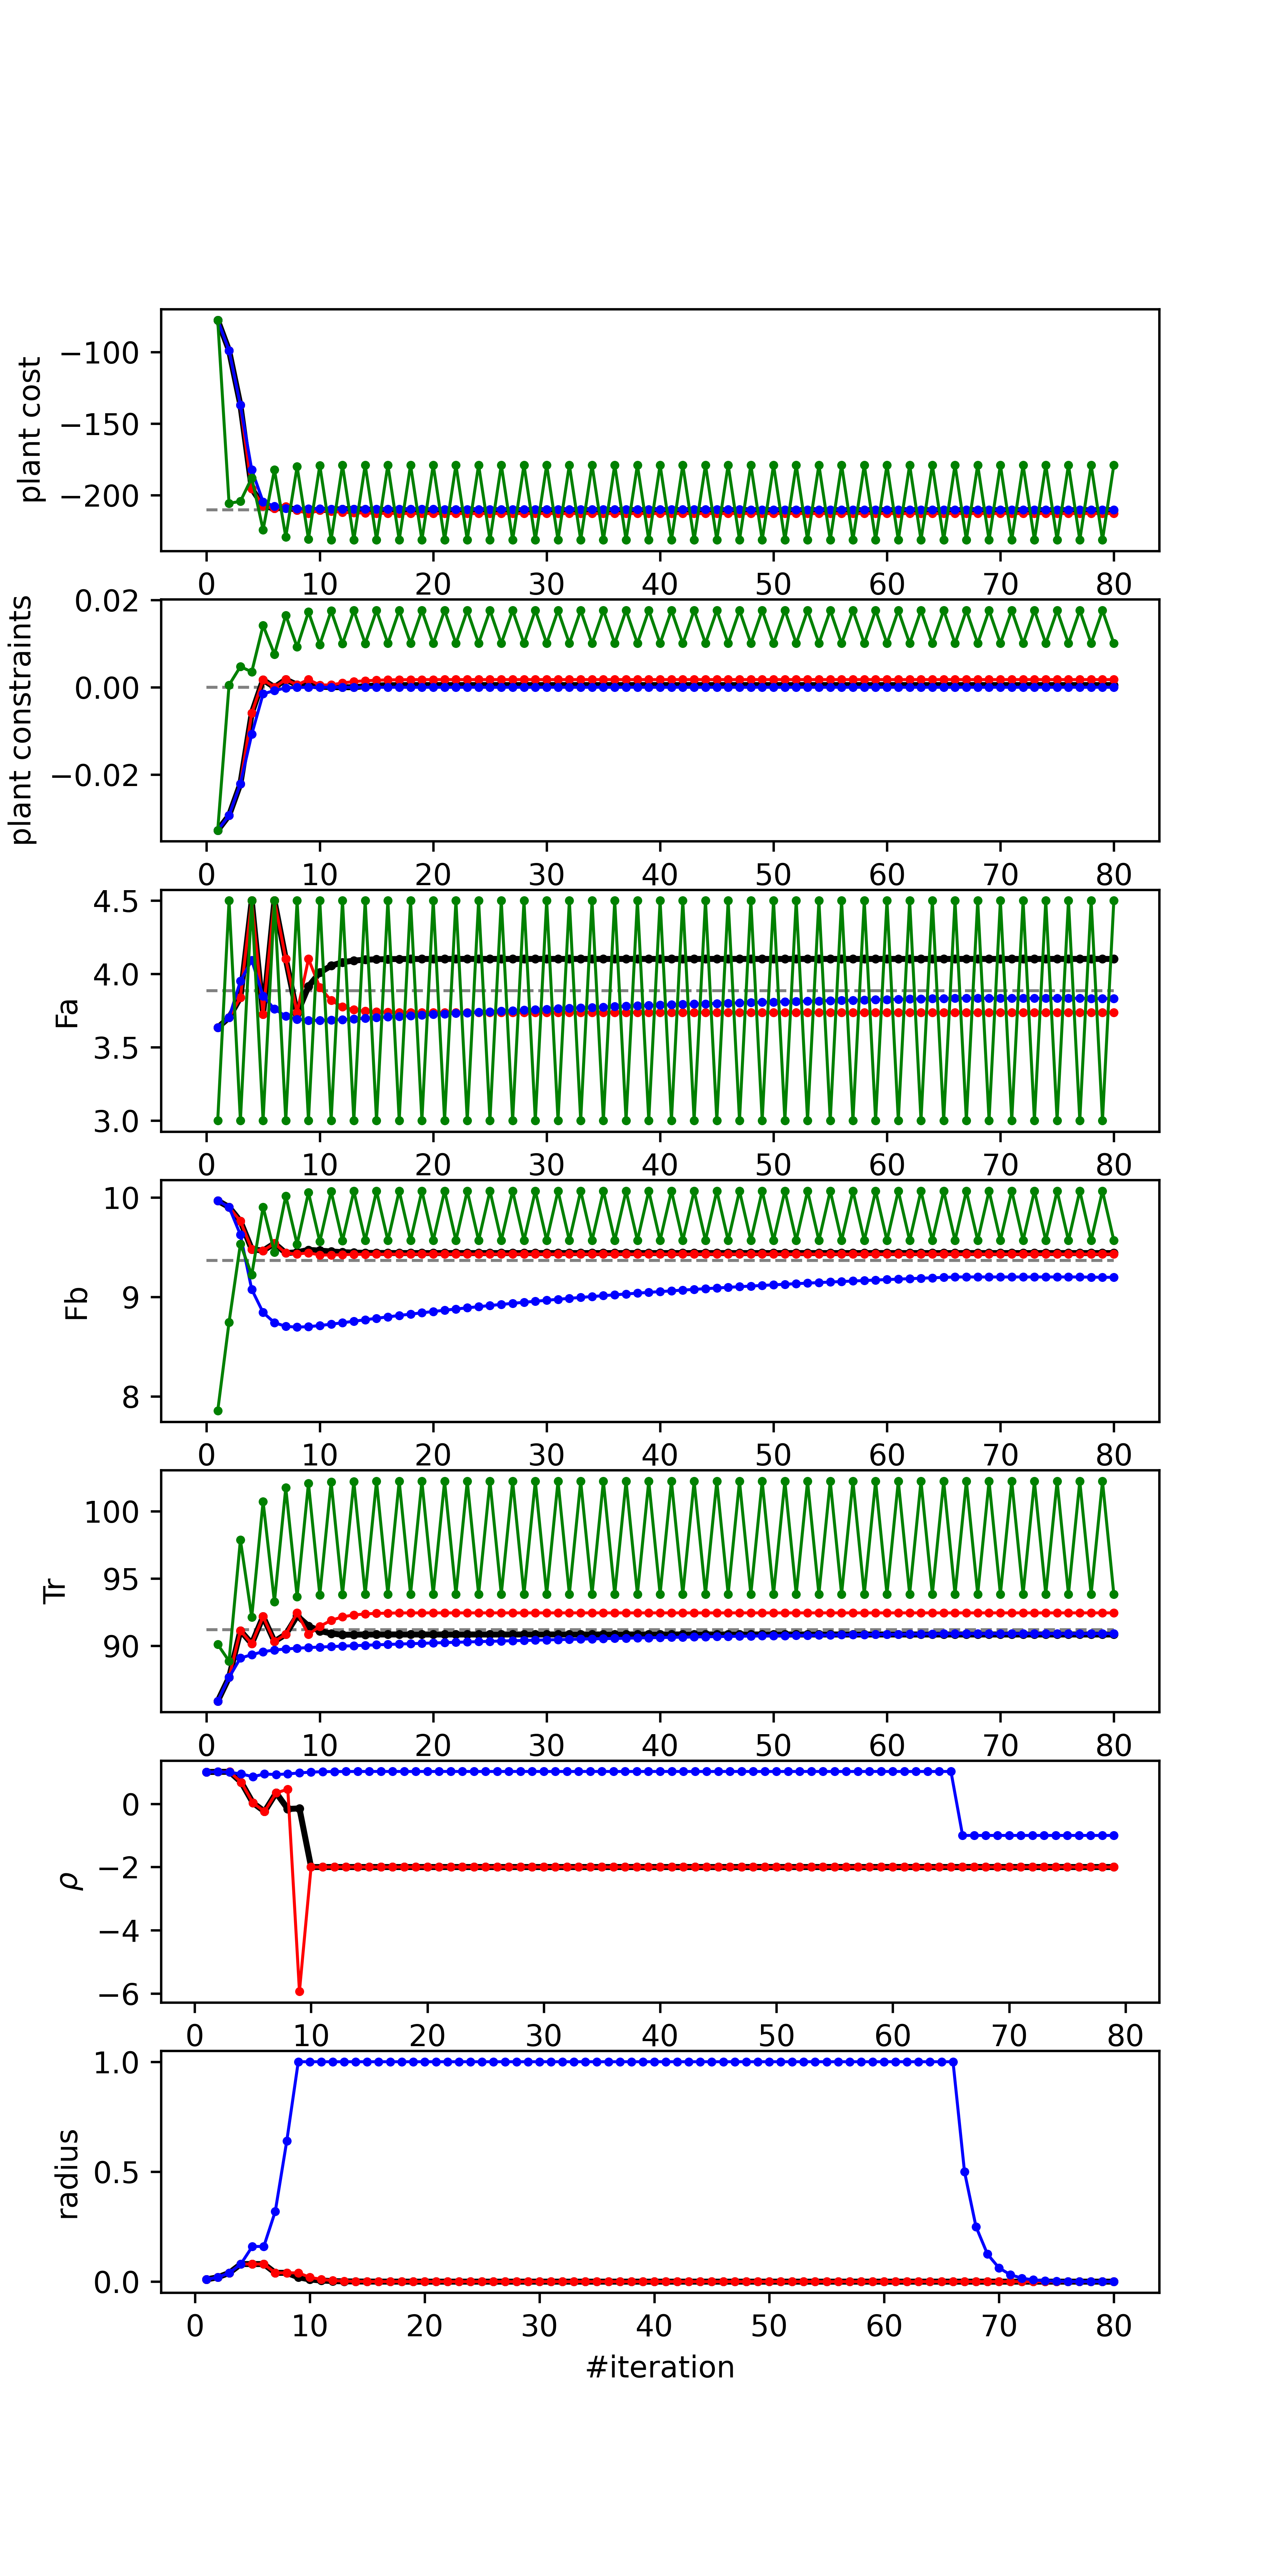 plant cost
−100
−150
−200
0 10 20 30 40 50 60 70 80
plant constraints
0.02
0.00
−0.02
0 10 20 30 40 50 60 70 80
Fa
4.5
4.0
3.5
3.0
0 10 20 30 40 50 60 70 80
Fb
10
9
8
0 10 20 30 40 50 60 70 80
Tr
100
95
90
0 10 20 30 40 50 60 70 80
ρ
0
−2
−4
−6
0 10 20 30 40 50 60 70 80
radius
1.0
0.5
0.0
0 10 20 30 40 50 60 70 80
#iteration